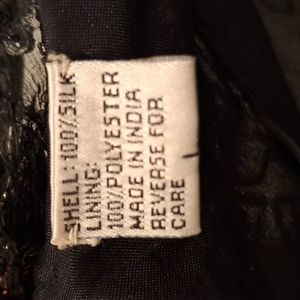 SHELL: 100%SILK
LINING:
100%POLYESTER
MADE IN INDIA
REVERSE FOR
CARE